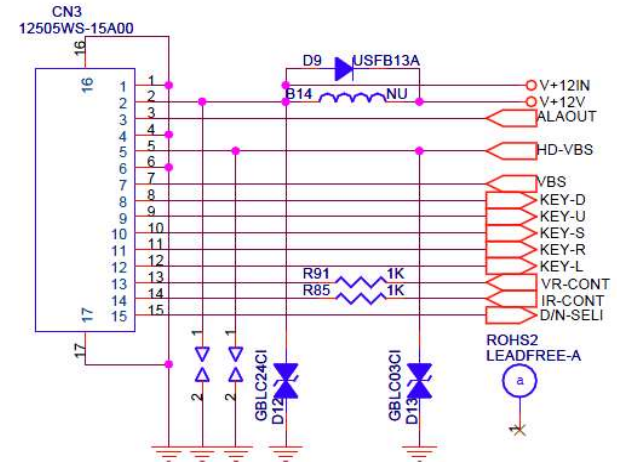 CN3
12505WS-15A00
16
16
D9
USFB13A
B14
NU
V+12IN
V+12V
ALAOUT
HD-VBS
VBS
KEY-D
KEY-U
KEY-S
KEY-R
KEY-L
VR-CONT
IR-CONT
D/N-SELI
1 1
2 2
3 3
4 4
5 5
6 6
7 7
8 8
9 9
10 10
11 11
12 12
13 13
14 14
15 15
R91
1K
R85
1K
17
17
1
2
1
2
GBLC24CI
D12
GBLC03CI
D13
ROHS2
LEADFREE-A
a
1